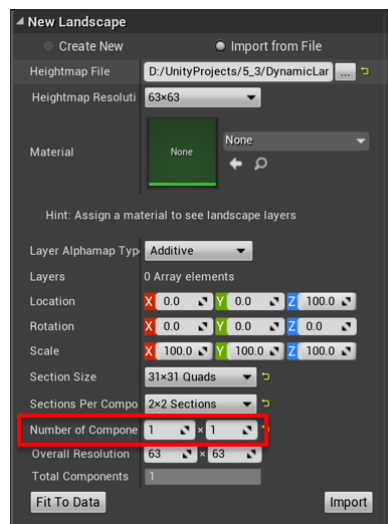 New Landscape
Create New Import from File
Heightmap File D:/UnityProjects/5_3/DynamicLar ...
Heightmap Resoluti 63×63
Material None None
Hint: Assign a material to see landscape layers
Layer Alphamap Typ Additive
Layers 0 Array elements
Location X 0.0 Y 0.0 Z 100.0
Rotation X 0.0 Y 0.0 Z 0.0
Scale X 100.0 Y 100.0 Z 100.0
Section Size 31×31 Quads
Sections Per Compo 2×2 Sections
Number of Compone 1 × 1
Overall Resolution 63 × 63
Total Components 1
Fit To Data Import